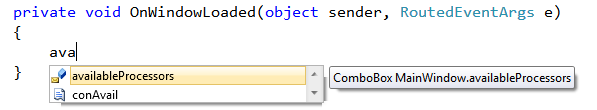 private void OnWindowLoaded(object sender, RoutedEventArgs e)
{
ava
}
availableProcessors
conAvail
ComboBox MainWindow.availableProcessors